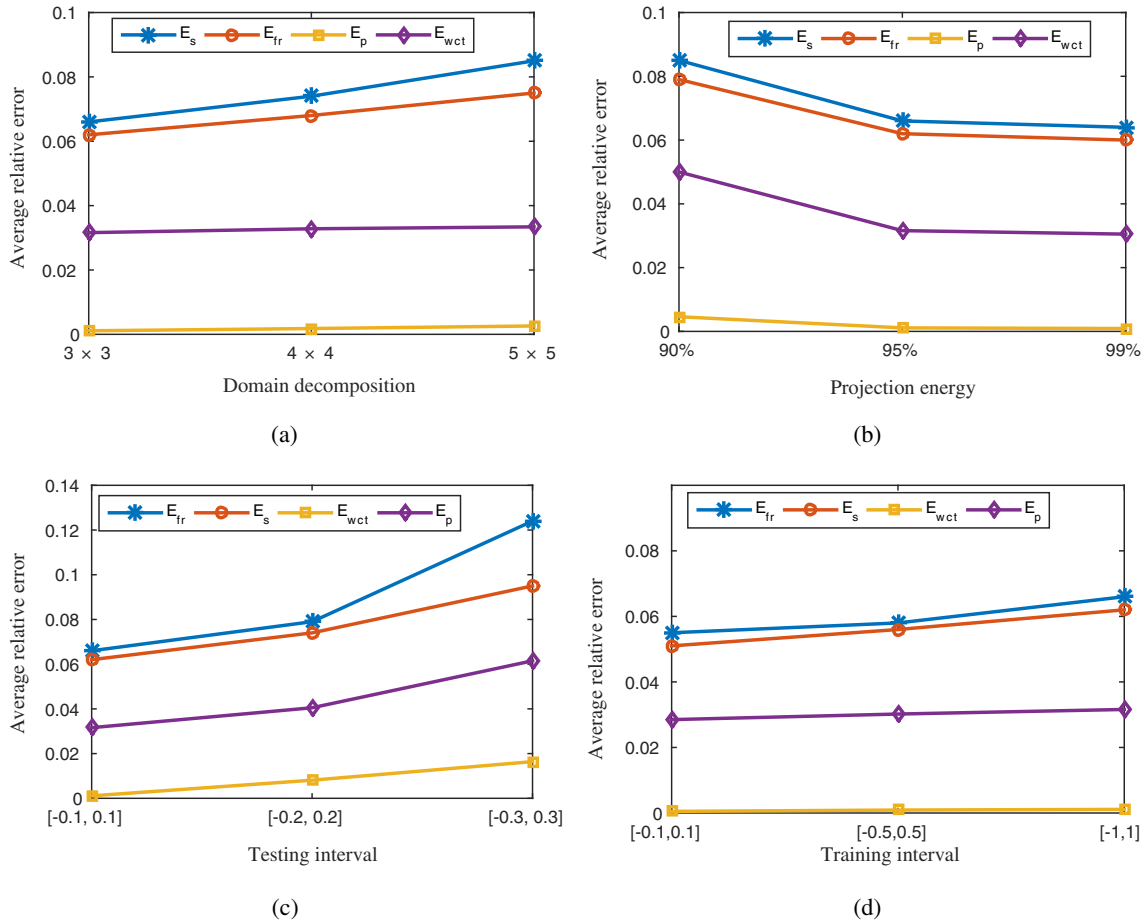 0.1
0.08
0.06
0.04
0.02
0
Average relative error
E_s E_fr E_p E_wct
3 × 3 4 × 4 5 × 5
Domain decomposition
(a)
0.1
0.08
0.06
0.04
0.02
0
Average relative error
E_s E_fr E_p E_wct
90% 95% 99%
Projection energy
(b)
0.14
0.12
0.1
0.08
0.06
0.04
0.02
0
Average relative error
E_fr E_s E_wct E_p
[-0.1, 0.1] [-0.2, 0.2] [-0.3, 0.3]
Testing interval
(c)
0.08
0.06
0.04
0.02
0
Average relative error
E_fr E_s E_wct E_p
[-0.1,0.1] [-0.5,0.5] [-1,1]
Training interval
(d)